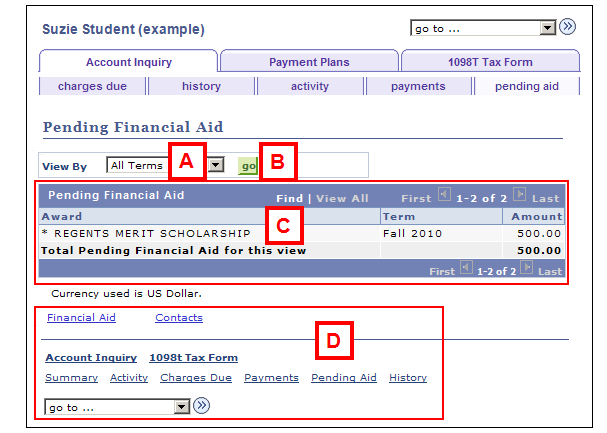 Suzie Student (example) go to ...
Account Inquiry Payment Plans 1098T Tax Form
charges due history activity payments pending aid
Pending Financial Aid
View By All Terms A go B
Pending Financial Aid Find | View All First 1-2 of 2 Last
Award Term Amount
C
* REGENTS MERIT SCHOLARSHIP Fall 2010 500.00
Total Pending Financial Aid for this view 500.00
First 1-2 of 2 Last
Currency used is US Dollar.
Financial Aid Contacts
D
Account Inquiry 1098t Tax Form
Summary Activity Charges Due Payments Pending Aid History
go to ...